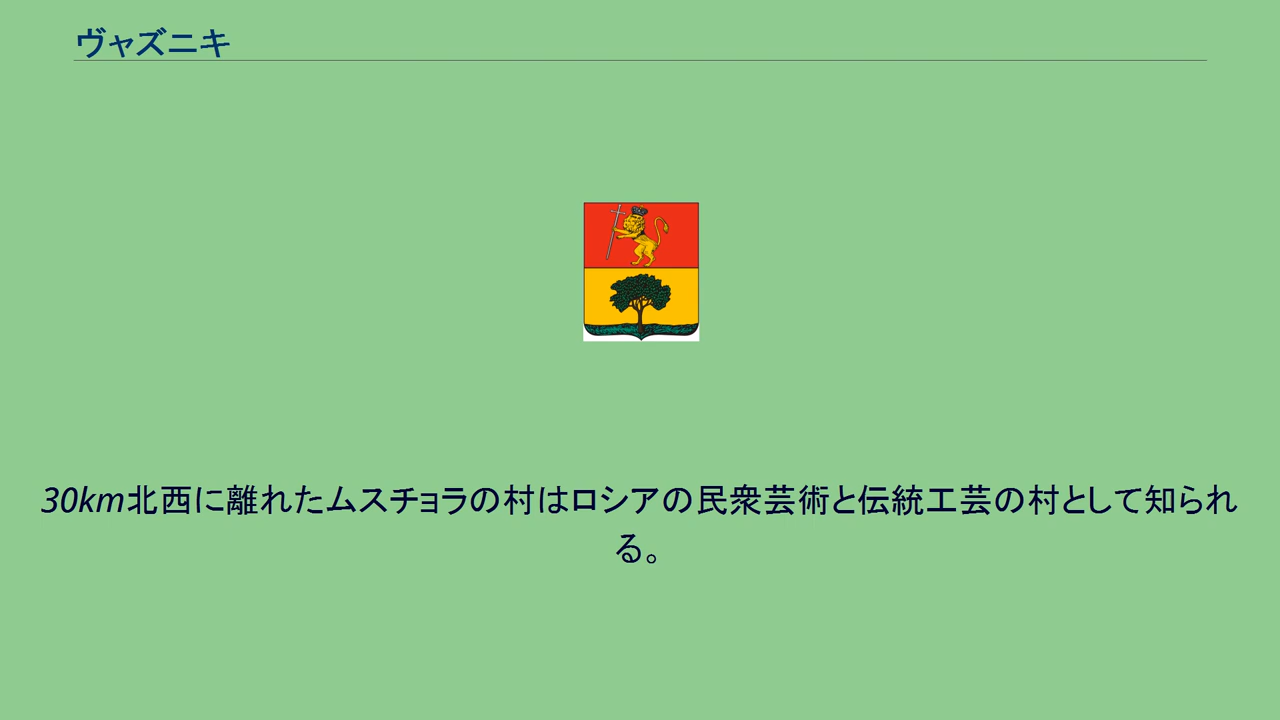 ヴャズニキ
30km北西に離れたムスチョラの村はロシアの民衆芸術と伝統工芸の村として知られ
る。